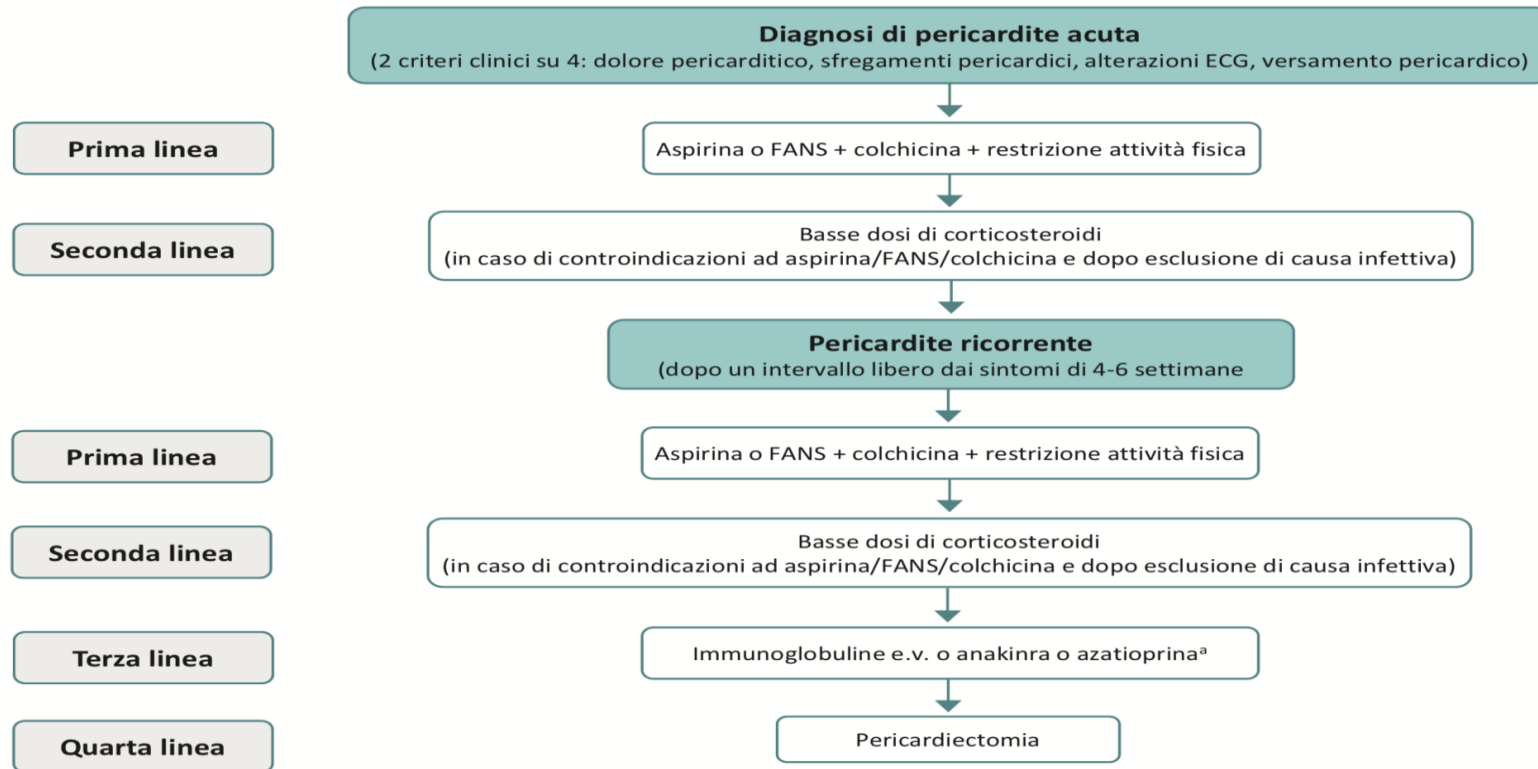 Diagnosi di pericardite acuta
(2 criteri clinici su 4: dolore pericarditico, sfregamenti pericardici, alterazioni ECG, versamento pericardico)
Prima linea
Aspirina o FANS + colchicina + restrizione attività fisica
Seconda linea
Basse dosi di corticosteroidi
(in caso di controindicazioni ad aspirina/FANS/colchicina e dopo esclusione di causa infettiva)
Pericardite ricorrente
(dopo un intervallo libero dai sintomi di 4-6 settimane
Prima linea
Aspirina o FANS + colchicina + restrizione attività fisica
Seconda linea
Basse dosi di corticosteroidi
(in caso di controindicazioni ad aspirina/FANS/colchicina e dopo esclusione di causa infettiva)
Terza linea
Immunoglobuline e.v. o anakinra o azatioprinaᵃ
Quarta linea
Pericardiectomia